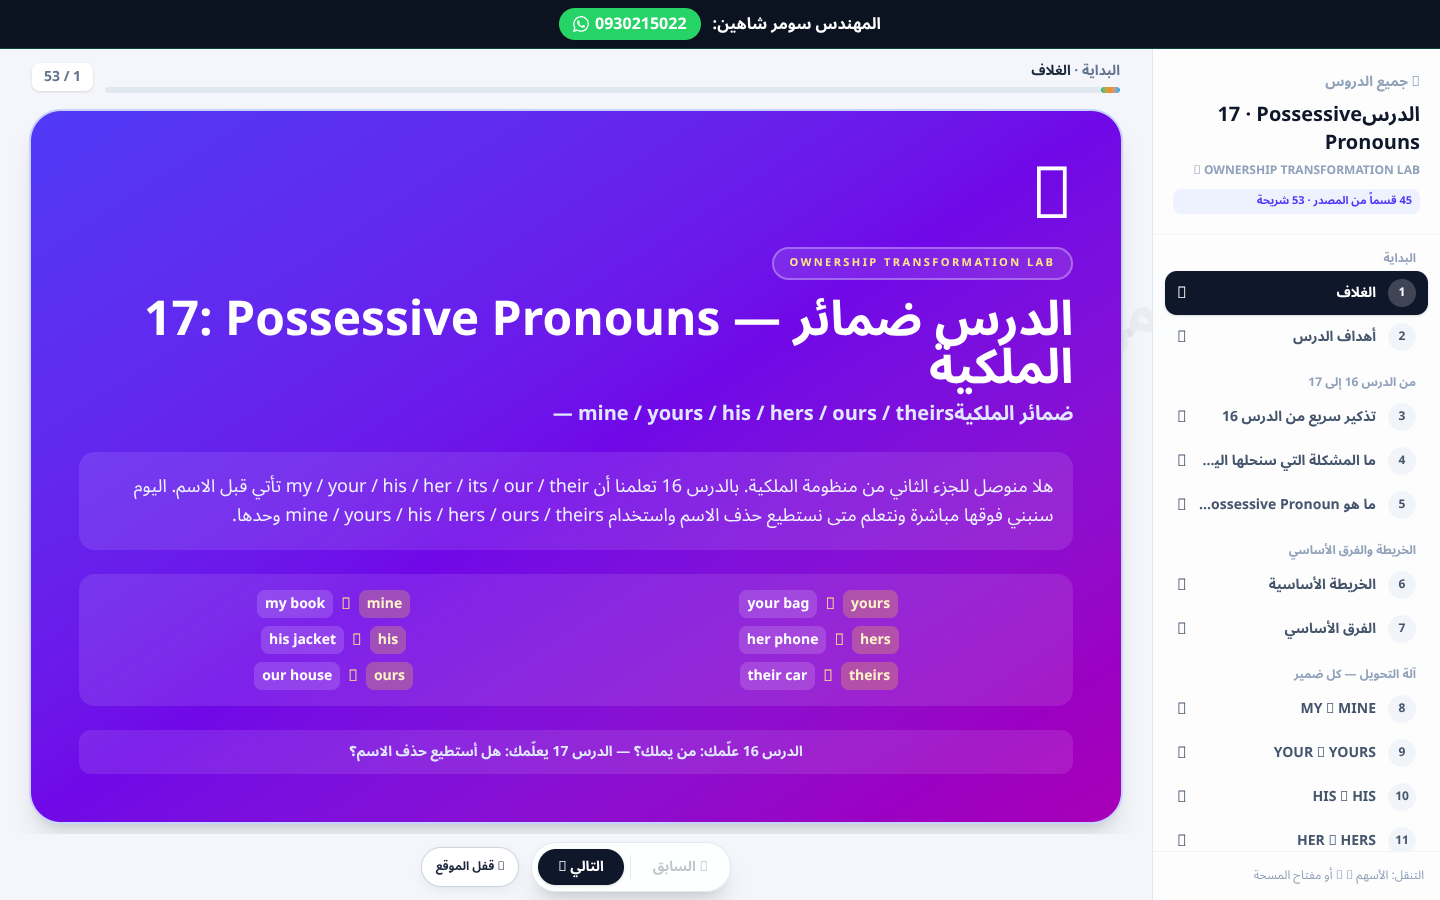 المهندس سومر شاهين: 0930215022
جميع الدروس
الدرس17 · Possessive
Pronouns
OWNERSHIP TRANSFORMATION LAB
45 قسماً من المصدر · 53 شريحة
البداية
1 الغلاف
2 أهداف الدرس
من الدرس 16 إلى 17
3 تذكير سريع من الدرس 16
4 ما المشكلة التي سنحلها الي...
5 ما هو ossessive Pronoun...
الخريطة والفرق الأساسي
6 الخريطة الأساسية
7 الفرق الأساسي
آلة التحويل — كل ضمير
8 MY MINE
9 YOUR YOURS
10 HIS HIS
11 HER HERS
التنقل: الأسهم أو مفتاح المسحة
البداية · الغلاف
53 / 1
OWNERSHIP TRANSFORMATION LAB
الدرس 17: Possessive Pronouns — ضمائر
الملكية
ضمائر الملكيةmine / yours / his / hers / ours / theirs —
هلا منوصل للجزء الثاني من منظومة الملكية. بالدرس 16 تعلمنا أن my / your / his / her / its / our / their تأتي قبل الاسم. اليوم
سنبني فوقها مباشرة ونتعلم متى نستطيع حذف الاسم واستخدام mine / yours / his / hers / ours / theirs وحدها.
your bag yours
my book mine
her phone hers
his jacket his
their car theirs
our house ours
الدرس 16 علّمك: من يملك؟ — الدرس 17 يعلّمك: هل أستطيع حذف الاسم؟
السابق
التالي
قفل الموقع